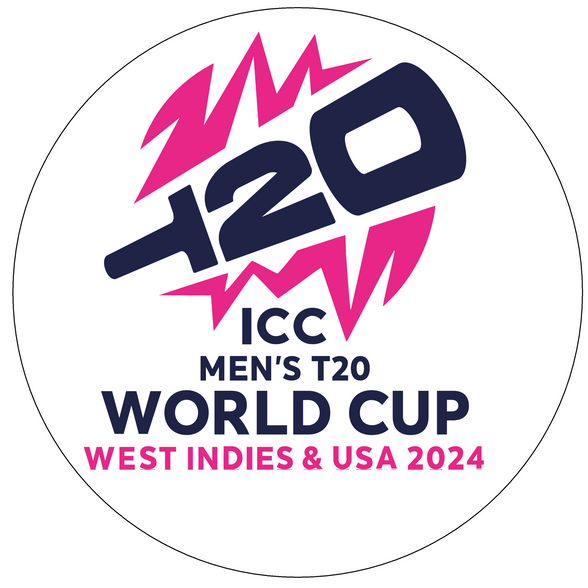 T20
ICC
MEN'S T20
WORLD CUP
WEST INDIES & USA 2024